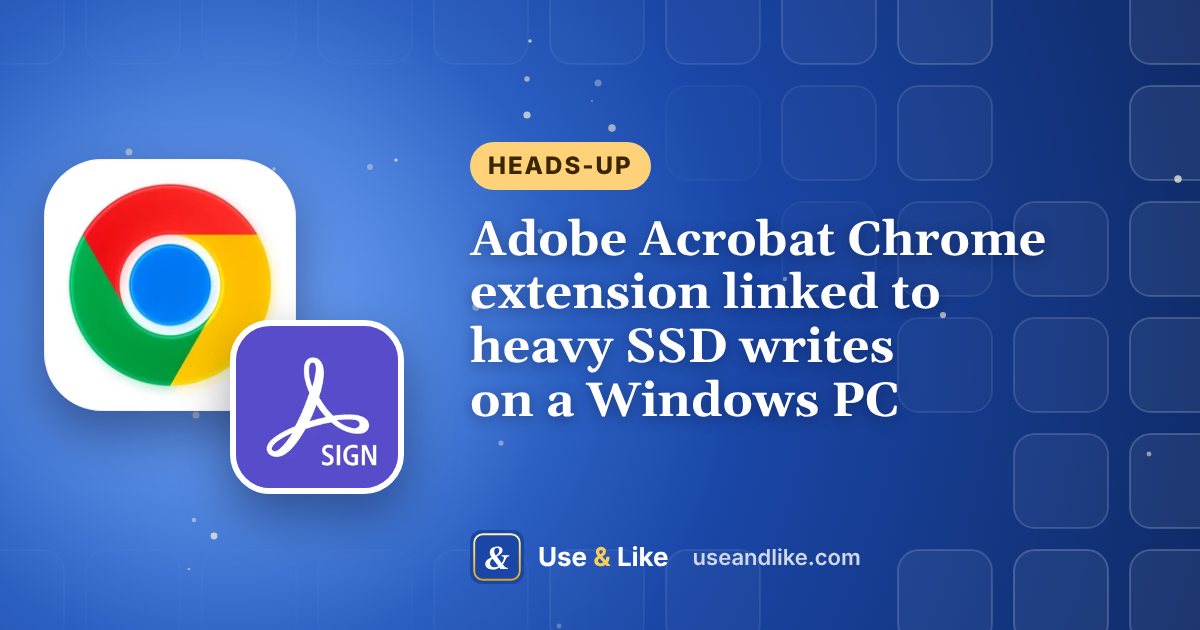 HEADS-UP
Adobe Acrobat Chrome
extension linked to
heavy SSD writes
on a Windows PC
SIGN
& Use & Like useandlike.com